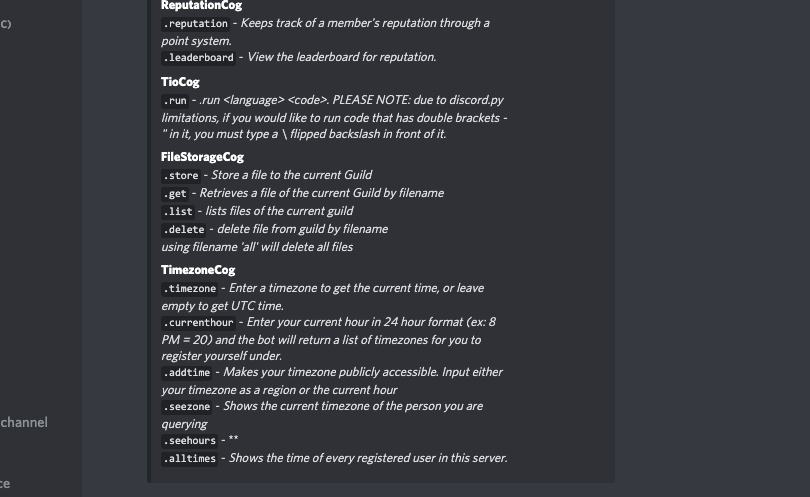 C)
ReputationCog
.reputation - Keeps track of a member's reputation through a
point system.
.leaderboard - View the leaderboard for reputation.
TioCog
.run - .run <language> <code>. PLEASE NOTE: due to discord.py
limitations, if you would like to run code that has double brackets -
" in it, you must type a \ flipped backslash in front of it.
FileStorageCog
.store - Store a file to the current Guild
.get - Retrieves a file of the current Guild by filename
.list - lists files of the current guild
.delete - delete file from guild by filename
using filename 'all' will delete all files
TimezoneCog
.timezone - Enter a timezone to get the current time, or leave
empty to get UTC time.
.currenthour - Enter your current hour in 24 hour format (ex: 8
PM = 20) and the bot will return a list of timezones for you to
register yourself under.
.addtime - Makes your timezone publicly accessible. Input either
your timezone as a region or the current hour
.seezone - Shows the current timezone of the person you are
querying
.seehours - **
.alltimes - Shows the time of every registered user in this server.
channel
ce